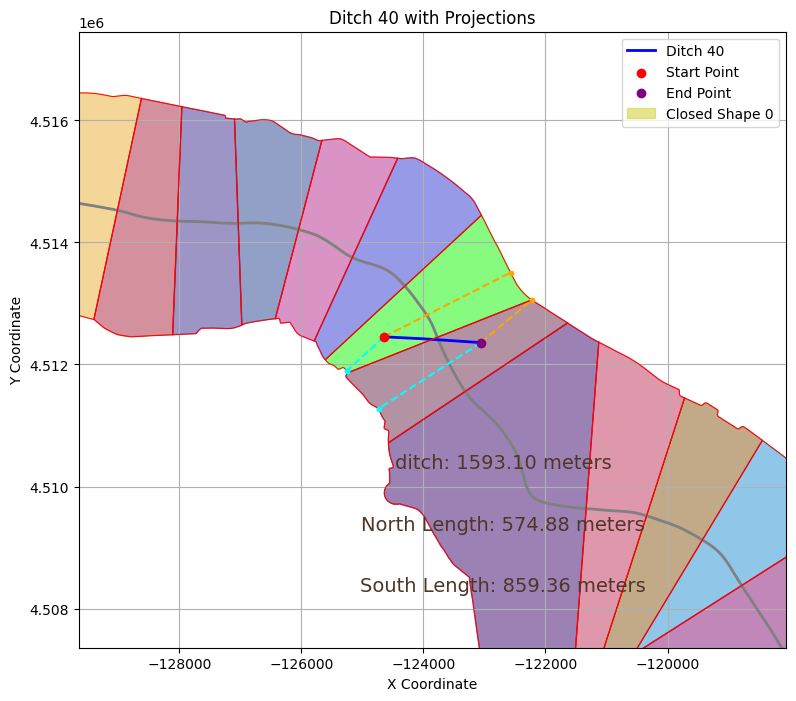 Ditch 40 with Projections
1e6
Ditch 40
Start Point
End Point
Closed Shape 0
4.516
4.514
4.512
4.510
4.508
Y Coordinate
ditch: 1593.10 meters
North Length: 574.88 meters
South Length: 859.36 meters
−128000 −126000 −124000 −122000 −120000
X Coordinate